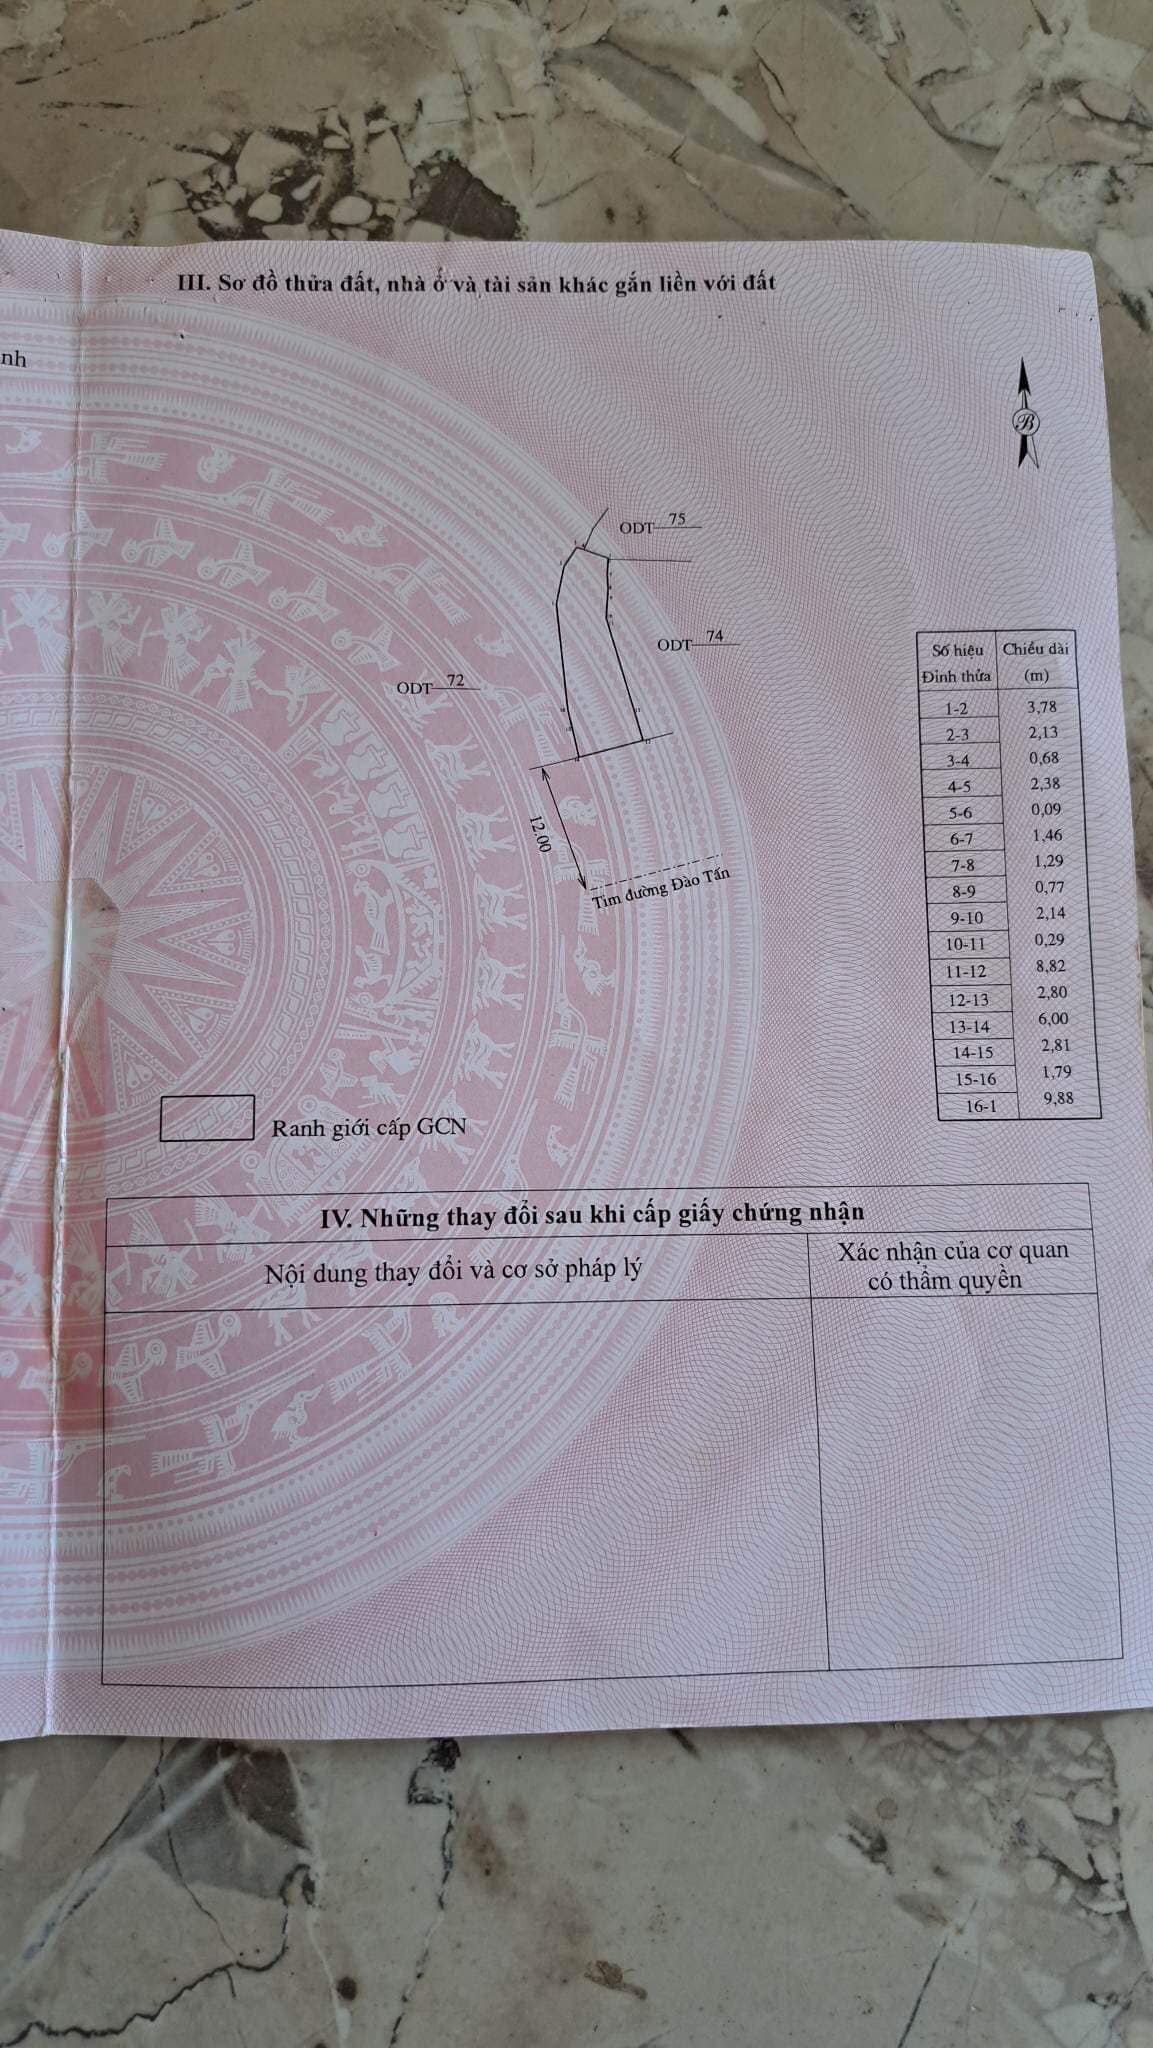 III. Sơ đồ thửa đất, nhà ở và tài sản khác gắn liền với đất
nh
B
ODT 75
ODT 74
ODT 72
12.00
Tim đường Đào Tấn
Số hiệu Đỉnh thửa Chiều dài (m)
1-2 3,78
2-3 2,13
3-4 0,68
4-5 2,38
5-6 0,09
6-7 1,46
7-8 1,29
8-9 0,77
9-10 2,14
10-11 0,29
11-12 8,82
12-13 2,80
13-14 6,00
14-15 2,81
15-16 1,79
16-1 9,88
Ranh giới cấp GCN
IV. Những thay đổi sau khi cấp giấy chứng nhận
Nội dung thay đổi và cơ sở pháp lý
Xác nhận của cơ quan
có thẩm quyền